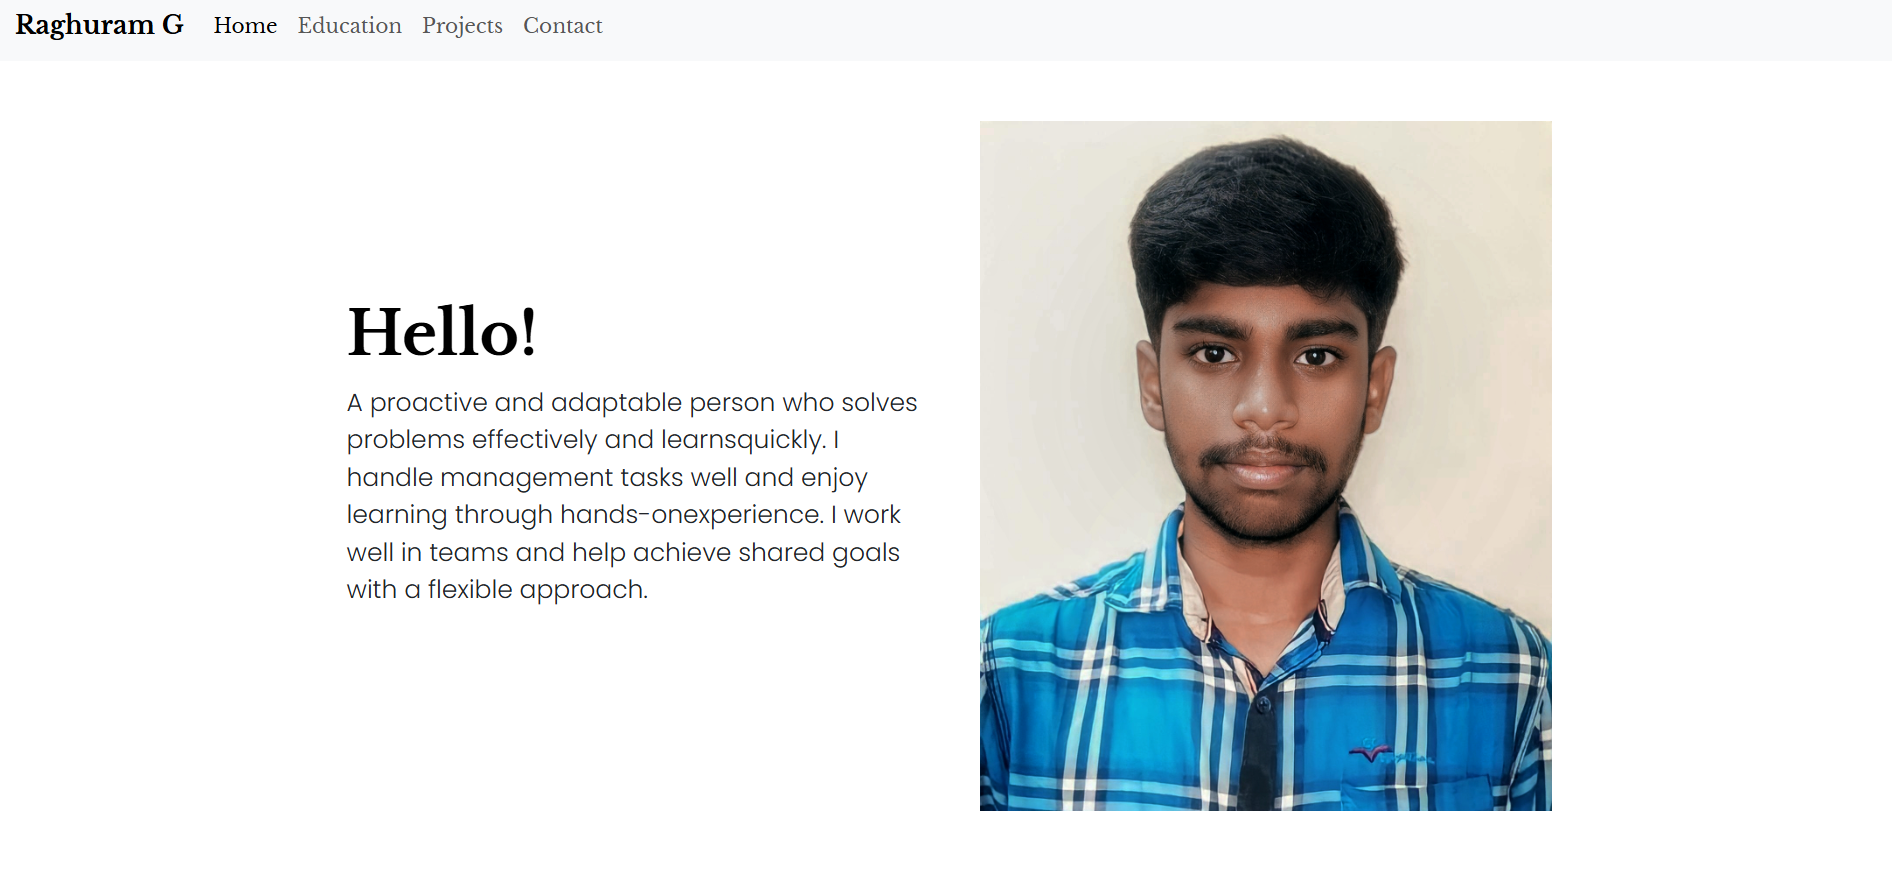 Raghuram G Home Education Projects Contact
Hello!
A proactive and adaptable person who solves
problems effectively and learnsquickly. I
handle management tasks well and enjoy
learning through hands-onexperience. I work
well in teams and help achieve shared goals
with a flexible approach.